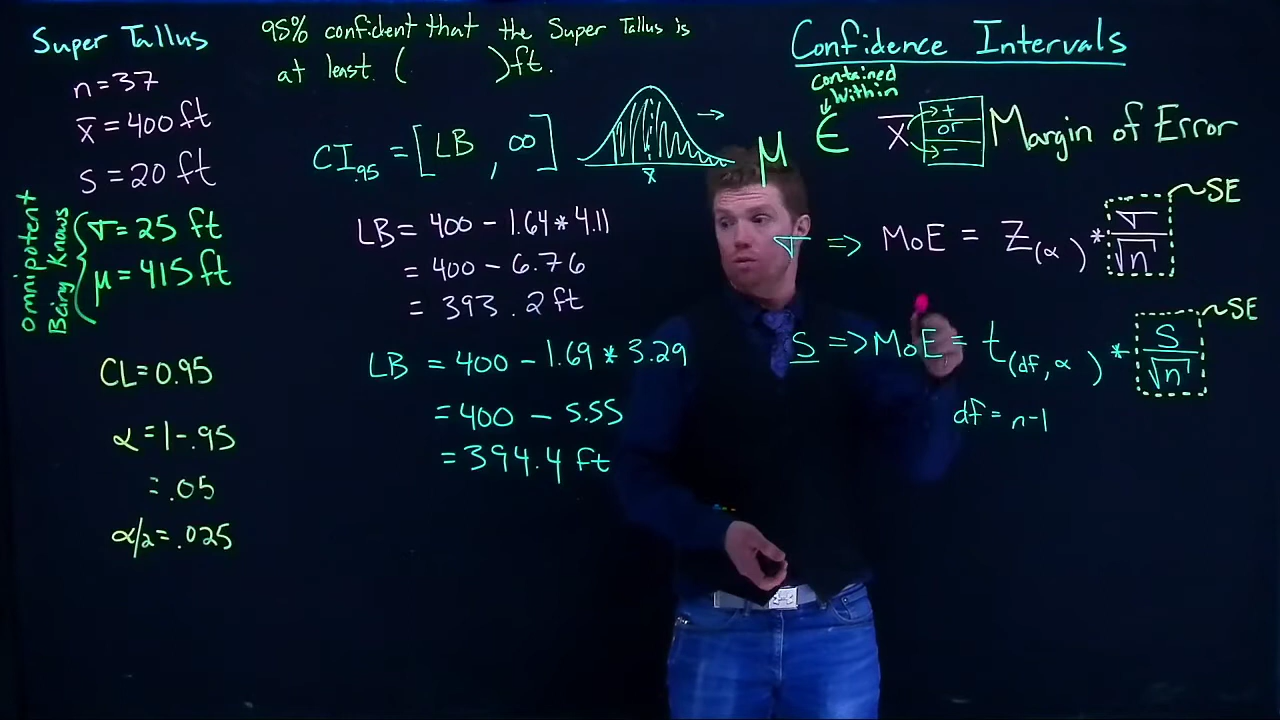 Super Tallus
n=37
x̄ = 400 ft
s = 20 ft
Omnipotent
Being Knows
σ = 25 ft
μ = 415 ft
CL=0.95
α = 1-.95
= .05
α/2 = .025
95% confident that the Super Tallus is
at least ( ) ft.
CI.95 = [LB, ∞]
x̄
LB = 400 - 1.64 * 4.11
= 400 - 6.76
= 393.2 ft
LB = 400 - 1.69 * 3.29
= 400 - 5.55
= 394.4 ft
Confidence Intervals
contained
within
μ ∈ x̄ + or - Margin of Error
σ => MoE = Z(α) * σ/√n ~SE
s => MoE = t(df, α) * s/√n ~SE
df = n-1